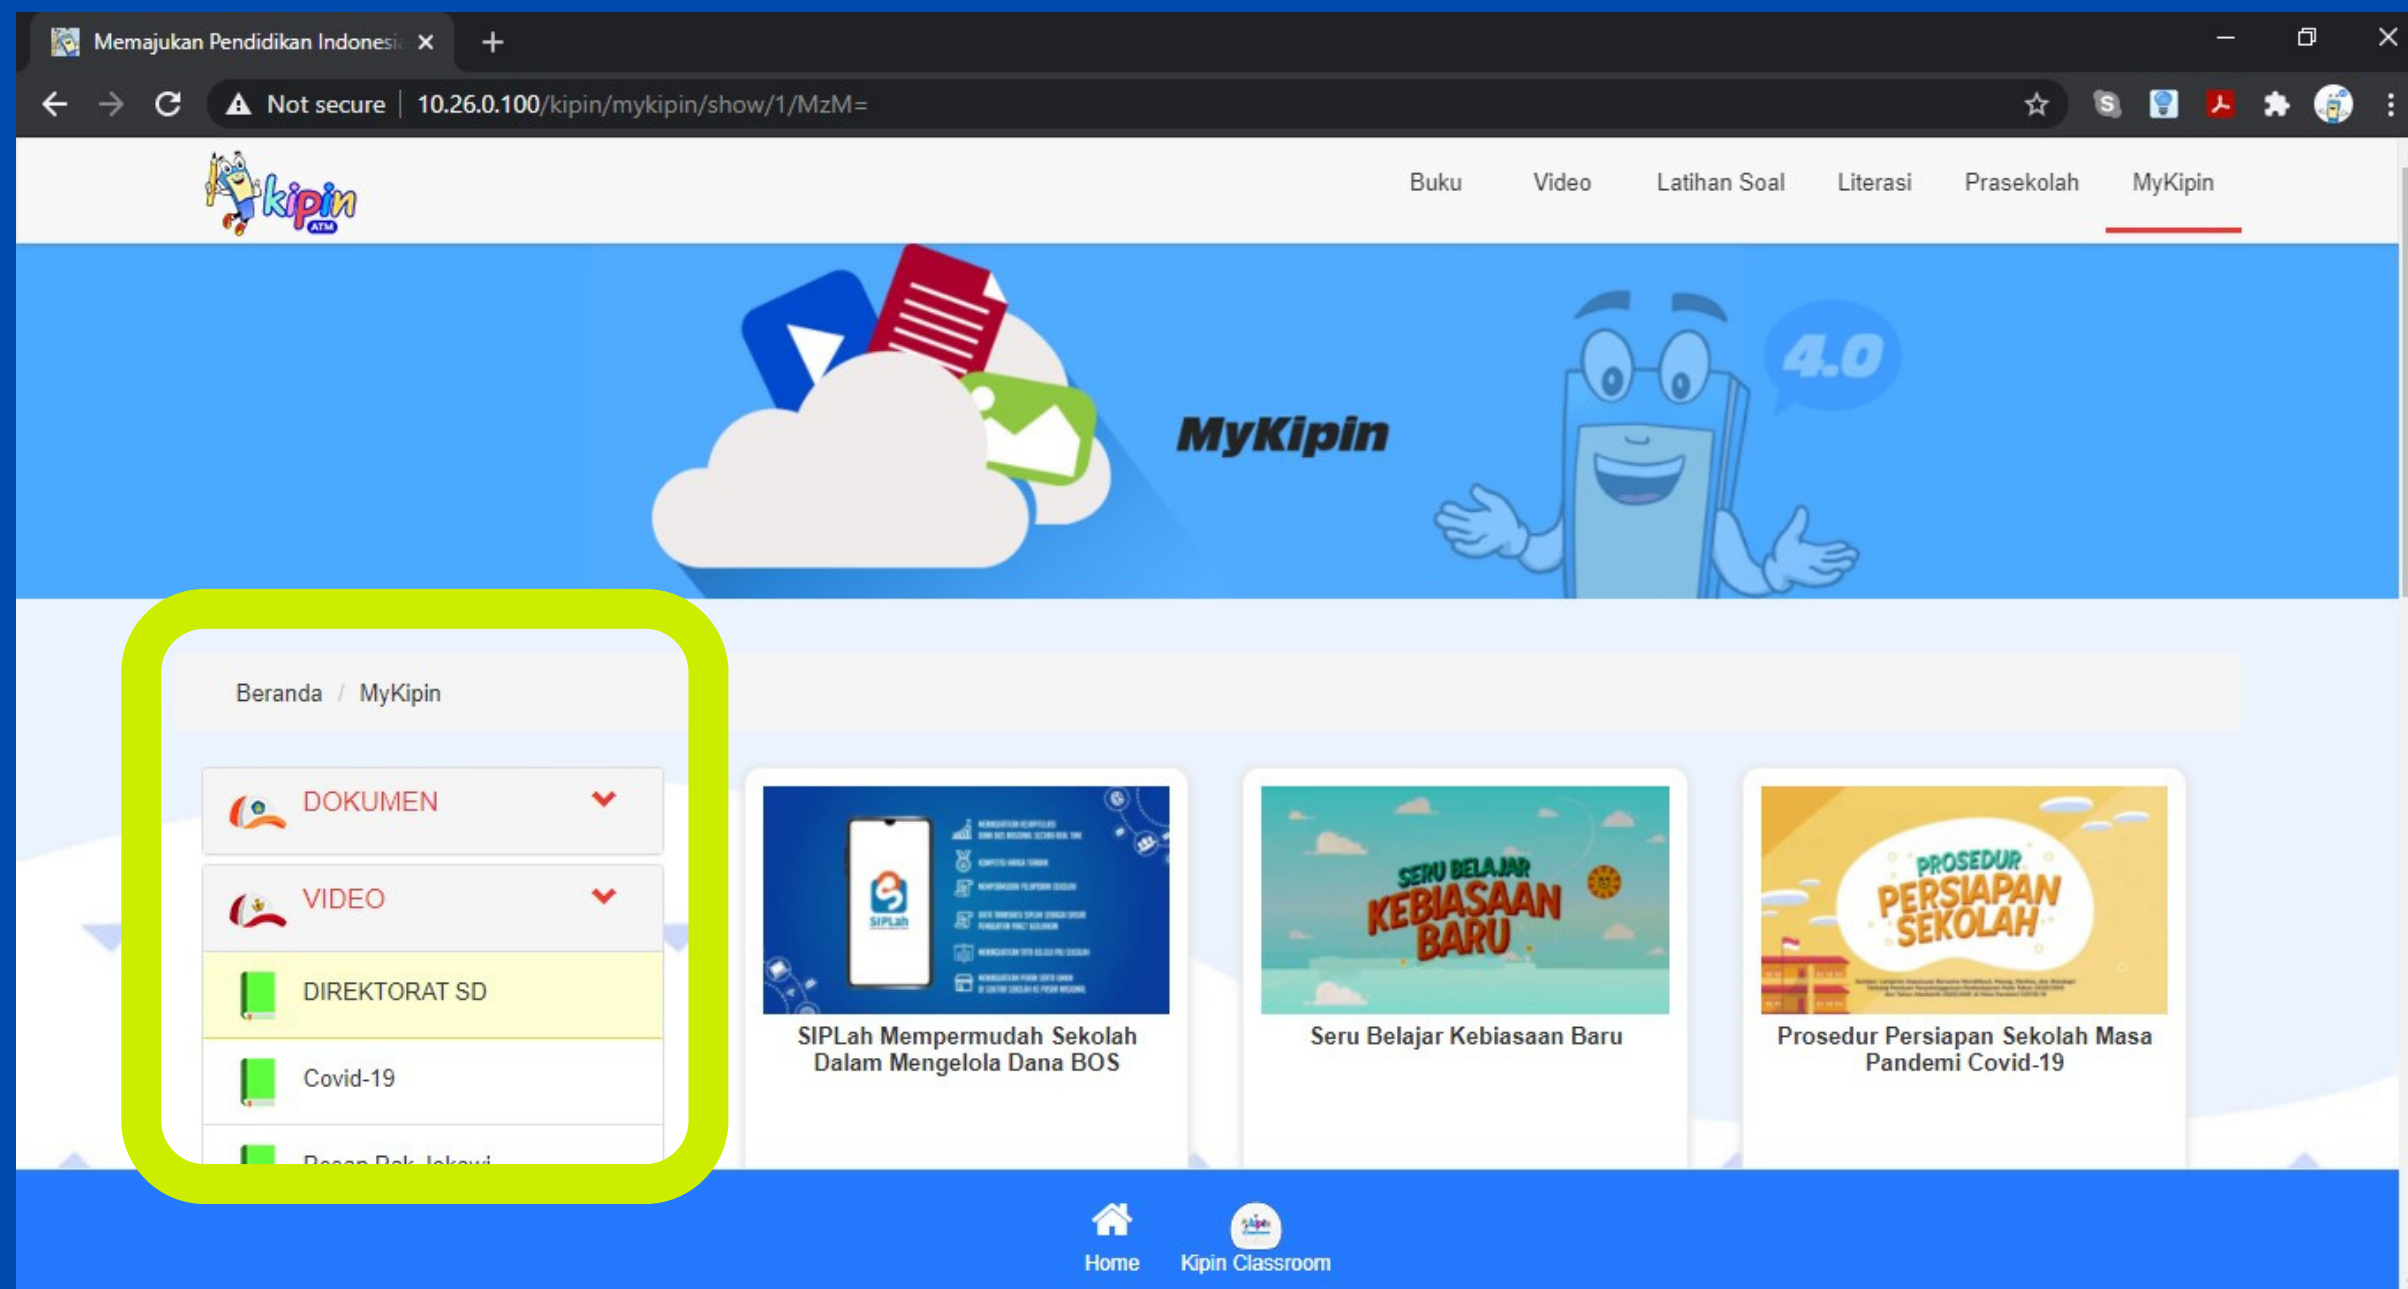 Memajukan Pendidikan Indonesi
Not secure | 10.26.0.100/kipin/mykipin/show/1/MzM=
kipin
ATM
Buku Video Latihan Soal Literasi Prasekolah MyKipin
4.0
MyKipin
Beranda / MyKipin
DOKUMEN
VIDEO
DIREKTORAT SD
Covid-19
Pesan Pak Jokowi
SIPLah
SIPLah Mempermudah Sekolah
Dalam Mengelola Dana BOS
SERU BELAJAR
KEBIASAAN
BARU
Seru Belajar Kebiasaan Baru
PROSEDUR
PERSIAPAN
SEKOLAH
Prosedur Persiapan Sekolah Masa
Pandemi Covid-19
Home
Kipin Classroom